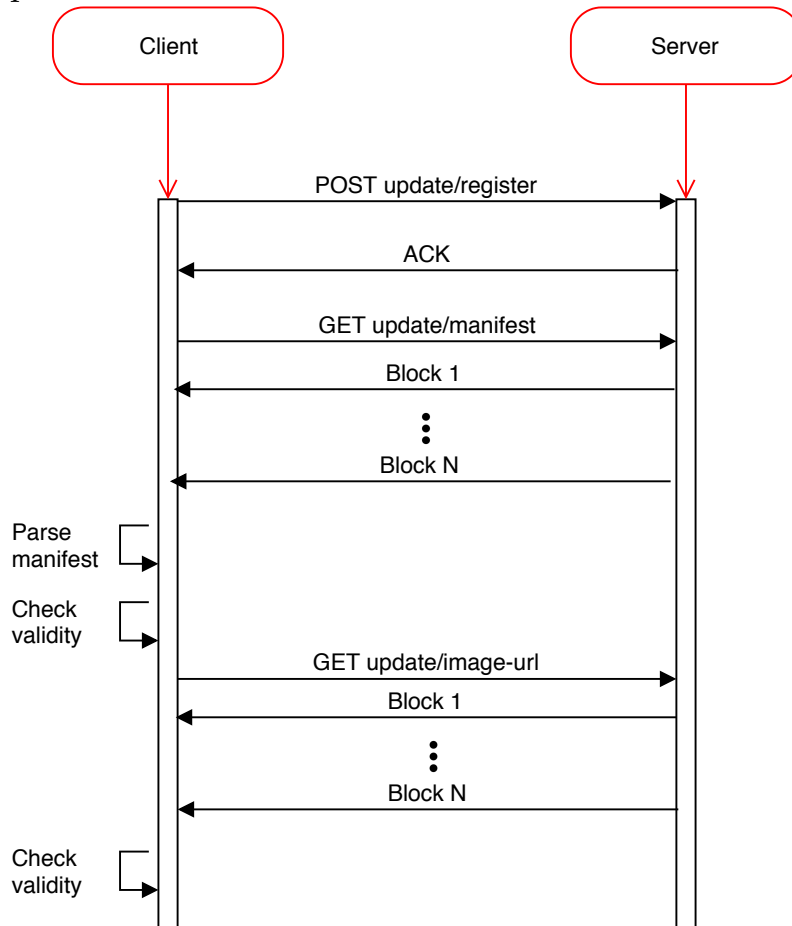 Client
Server
POST update/register
ACK
GET update/manifest
Block 1
Block N
Parse
manifest
Check
validity
GET update/image-url
Block 1
Block N
Check
validity